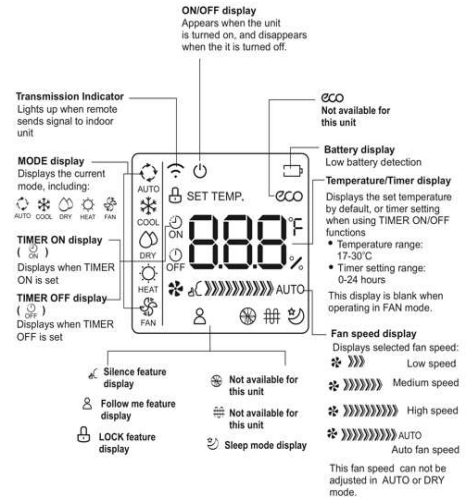 ON/OFF display
Appears when the unit
is turned on, and disappears
when the it is turned off.
Transmission Indicator
Lights up when remote
sends signal to indoor
unit
eco
Not available for
this unit
Battery display
Low battery detection
MODE display
Displays the current
mode, including:
AUTO COOL DRY HEAT FAN
TIMER ON display
( ON )
Displays when TIMER
ON is set
TIMER OFF display
( OFF )
Displays when TIMER
OFF is set
AUTO
COOL
DRY
HEAT
FAN
SET TEMP.
eco
ON
OFF
888
°F
%
AUTO
Temperature/Timer display
Displays the set temperature
by default, or timer setting
when using TIMER ON/OFF
functions
• Temperature range:
17-30°C
• Timer setting range:
0-24 hours
This display is blank when
operating in FAN mode.
Fan speed display
Displays selected fan speed:
Low speed
Medium speed
High speed
AUTO
Auto fan speed
This fan speed can not be
adjusted in AUTO or DRY
mode.
Silence feature
display
Follow me feature
display
LOCK feature
display
Not available for
this unit
Not available for
this unit
Sleep mode display